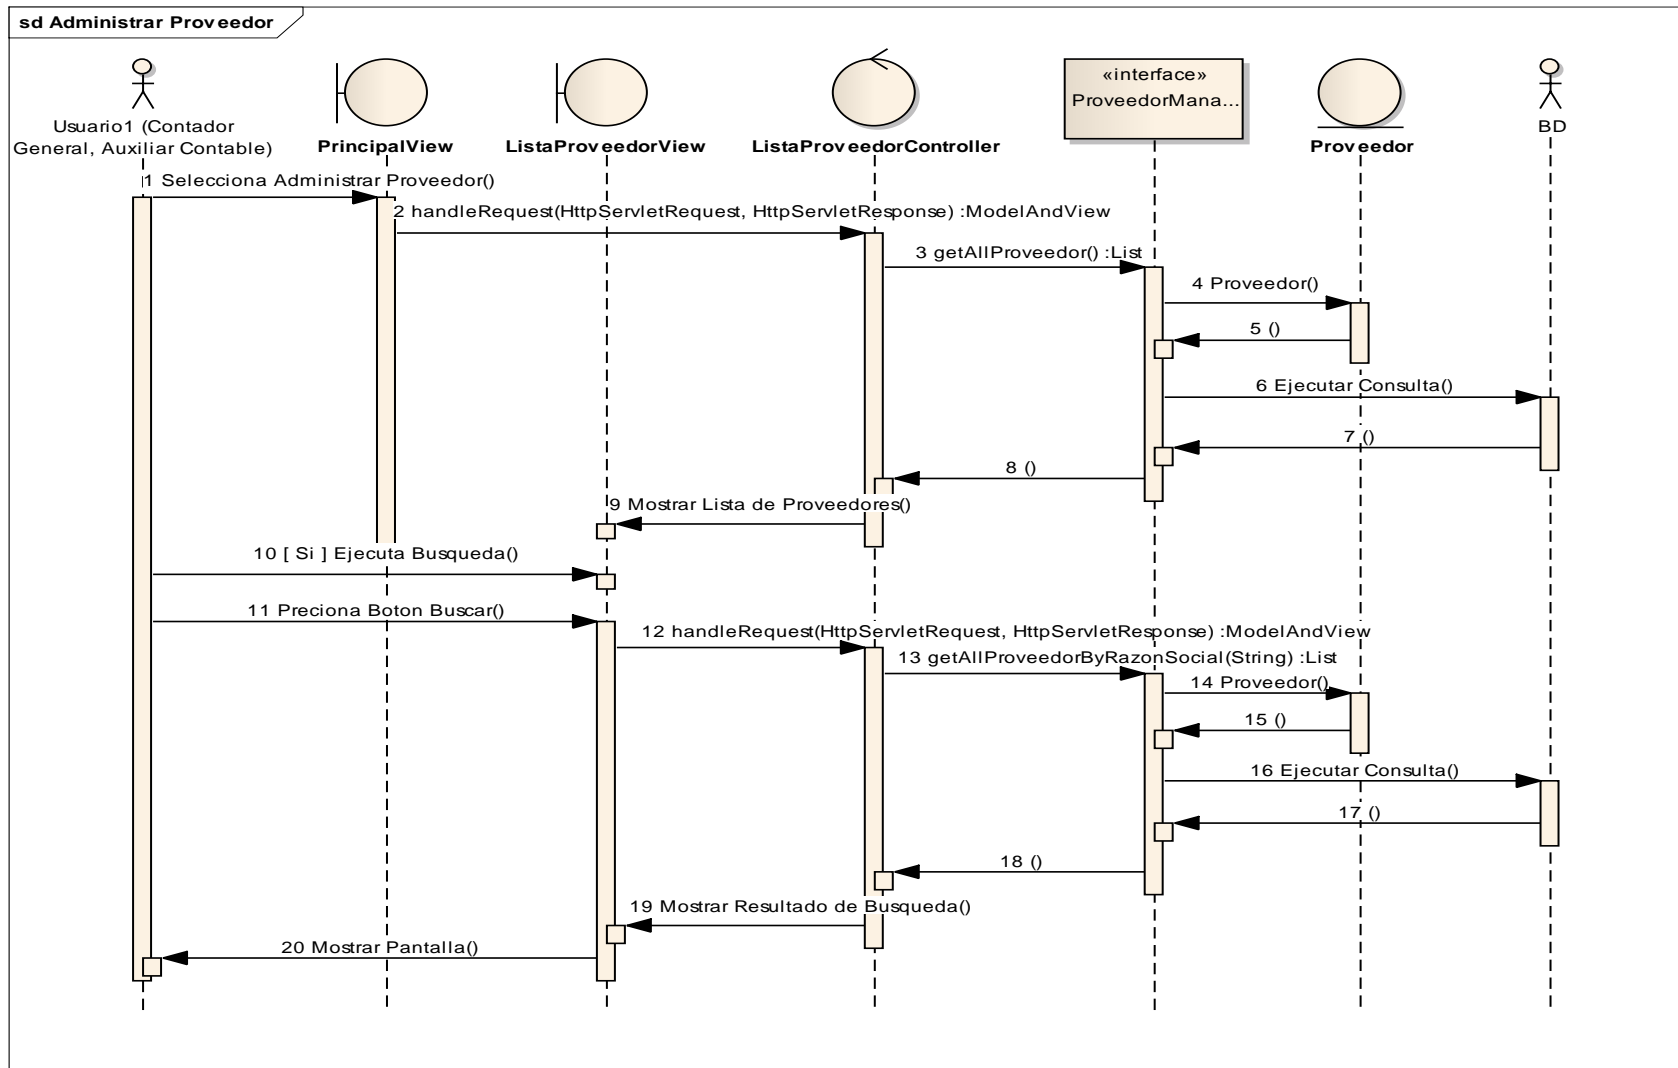 sd Administrar Proveedor
«interface»
ProveedorMana...
Usuario1 (Contador
General, Auxiliar Contable)
PrincipalView
ListaProveedorView
ListaProveedorController
Proveedor
BD
1 Selecciona Administrar Proveedor()
2 handleRequest(HttpServletRequest, HttpServletResponse) :ModelAndView
3 getAllProveedor() :List
4 Proveedor()
5 ()
6 Ejecutar Consulta()
7 ()
8 ()
9 Mostrar Lista de Proveedores()
10 [ Si ] Ejecuta Busqueda()
11 Preciona Boton Buscar()
12 handleRequest(HttpServletRequest, HttpServletResponse) :ModelAndView
13 getAllProveedorByRazonSocial(String) :List
14 Proveedor()
15 ()
16 Ejecutar Consulta()
17 ()
18 ()
19 Mostrar Resultado de Busqueda()
20 Mostrar Pantalla()